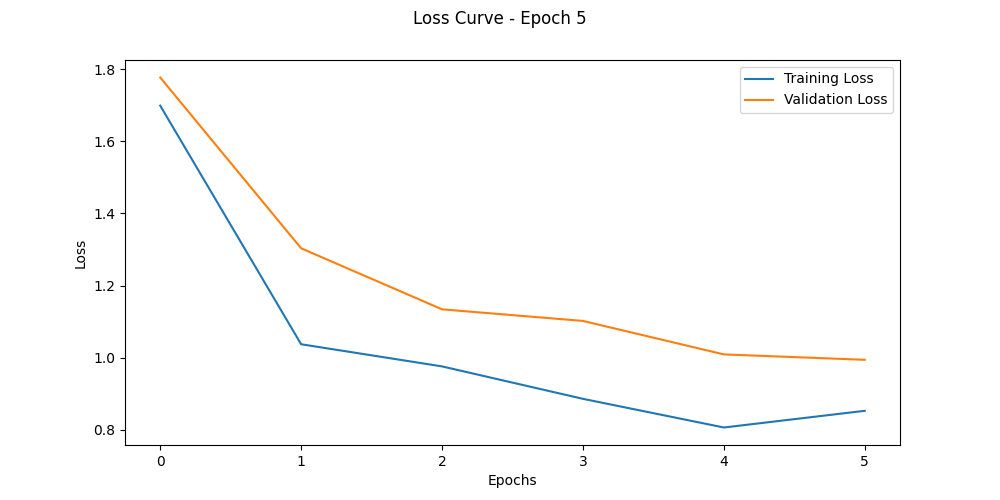 Loss Curve - Epoch 5
Training Loss
Validation Loss
1.8
1.6
1.4
1.2
1.0
0.8
Loss
0 1 2 3 4 5
Epochs